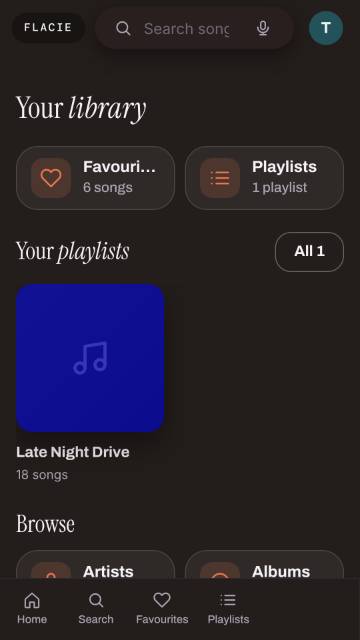 FLACIE
Search song
T
Your library
Favouri...
6 songs
Playlists
1 playlist
Your playlists
All 1
Late Night Drive
18 songs
Browse
Artists
Albums
Home
Search
Favourites
Playlists